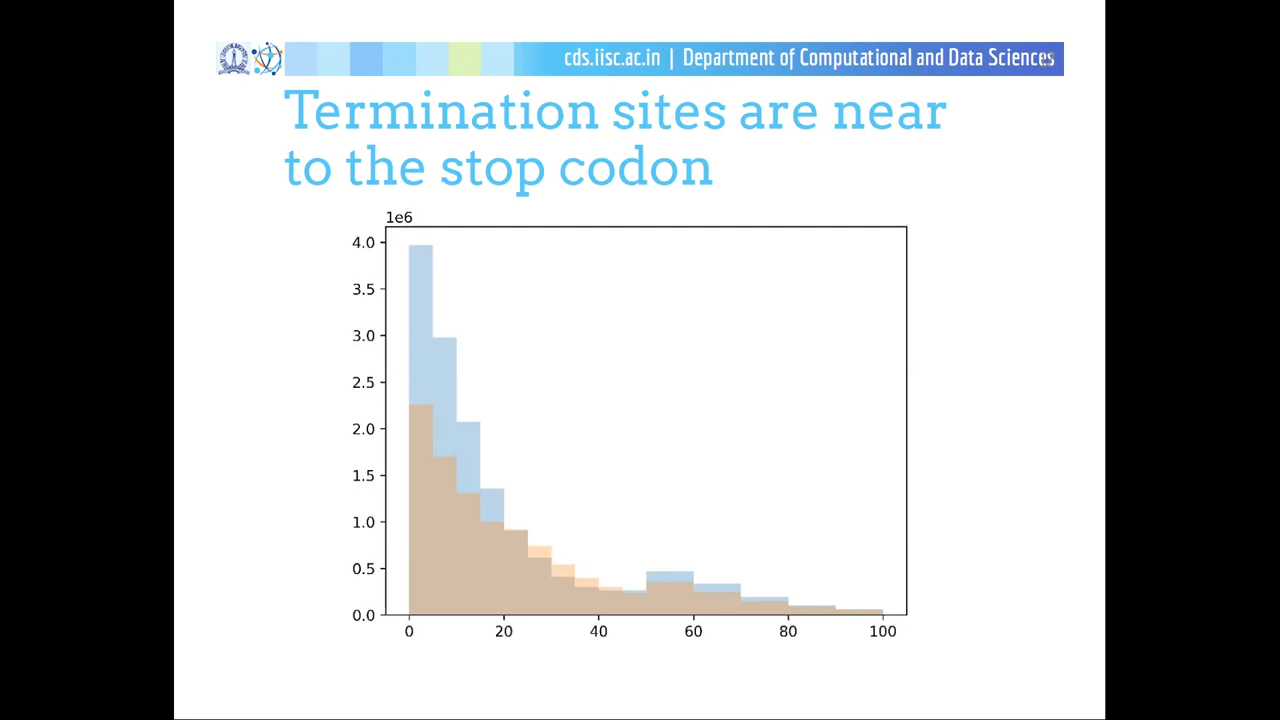 cds.iisc.ac.in | Department of Computational and Data Sciences
Termination sites are near
to the stop codon
1e6
4.0
3.5
3.0
2.5
2.0
1.5
1.0
0.5
0.0
0 20 40 60 80 100